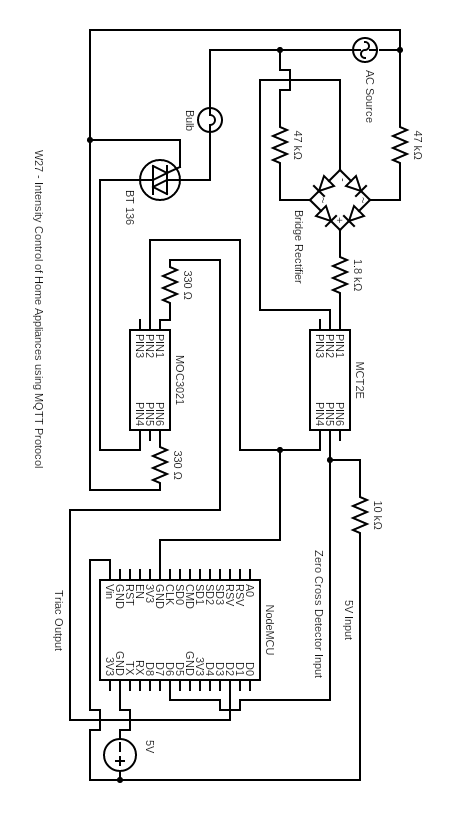 47 kΩ
AC Source
10 kΩ
- ~
~ +
1.8 kΩ
MCT2E
PIN1 PIN6
PIN2 PIN5
PIN3 PIN4
5V Input
Zero Cross Detector Input
47 kΩ
Bridge Rectifier
NodeMCU
A0 D0
RSV D1
RSV D2
SD3 D3
SD2 D4
SD1 3V3
CMD GND
SD0 D5
CLK D6
GND D7
3V3 D8
EN RX
RST TX
GND GND
Vin 3V3
Bulb
330 Ω
MOC3021
330 Ω
PIN1 PIN6
PIN2 PIN5
PIN3 PIN4
5V
BT 136
Triac Output
W27 - Intensity Control of Home Appliances using MQTT Protocol